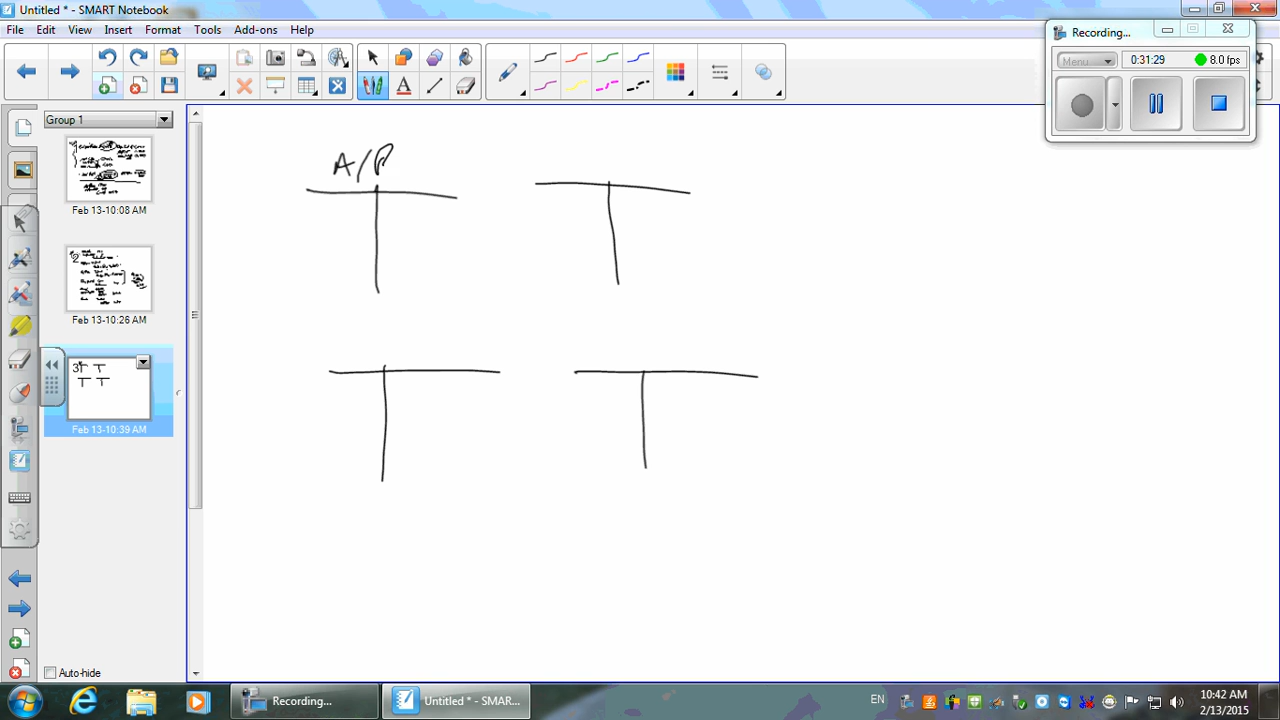 Untitled * - SMART Notebook
File Edit View Insert Format Tools Add-ons Help
Recording...
Menu 0:31:29 8.0 fps
Group 1
Feb 13-10:08 AM
Feb 13-10:26 AM
Feb 13-10:39 AM
Auto-hide
A/P
Recording...
Untitled * - SMAR...
EN
10:42 AM
2/13/2015